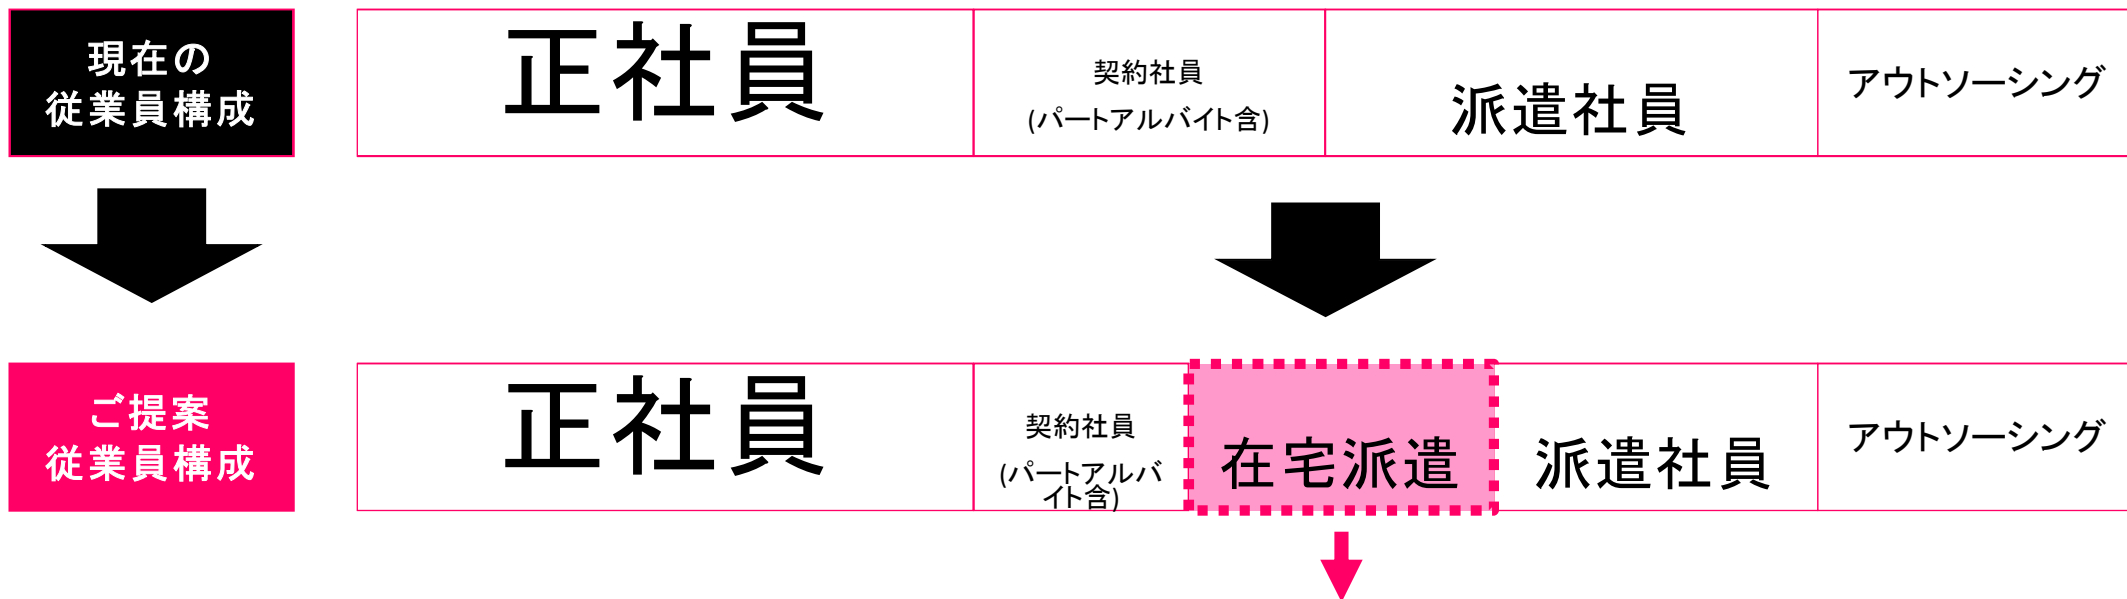 現在の
従業員構成
正社員
契約社員
(パートアルバイト含)
派遣社員
アウトソーシング
ご提案
従業員構成
正社員
契約社員
(パートアルバ
イト含)
在宅派遣
派遣社員
アウトソーシング